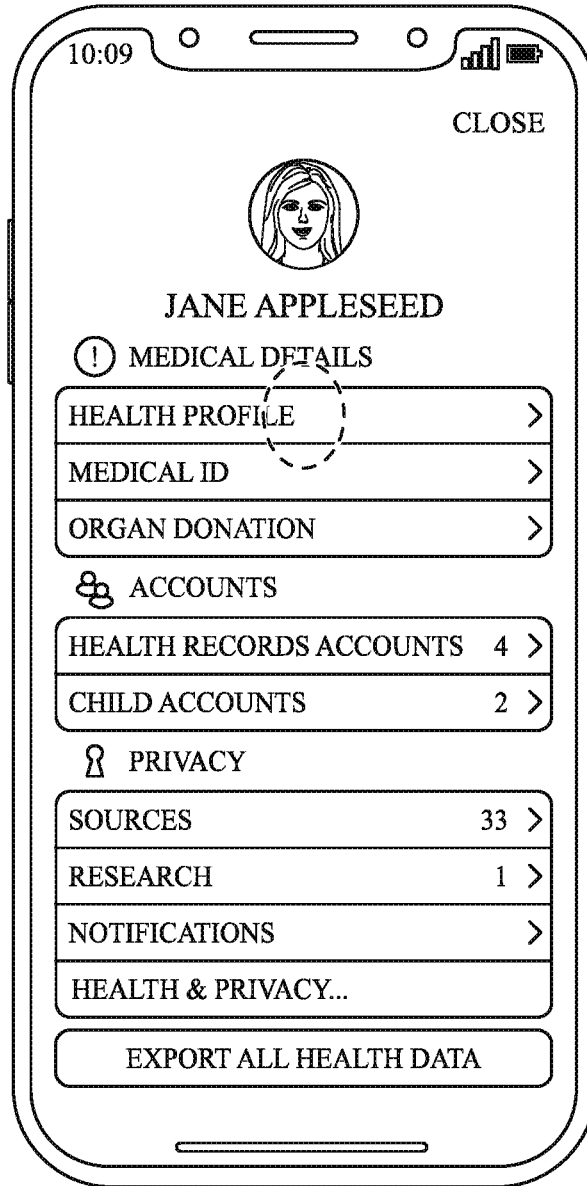 10:09
CLOSE
JANE APPLESEED
! MEDICAL DETAILS
HEALTH PROFILE >
MEDICAL ID >
ORGAN DONATION >
ACCOUNTS
HEALTH RECORDS ACCOUNTS 4 >
CHILD ACCOUNTS 2 >
PRIVACY
SOURCES 33 >
RESEARCH 1 >
NOTIFICATIONS >
HEALTH & PRIVACY...
EXPORT ALL HEALTH DATA